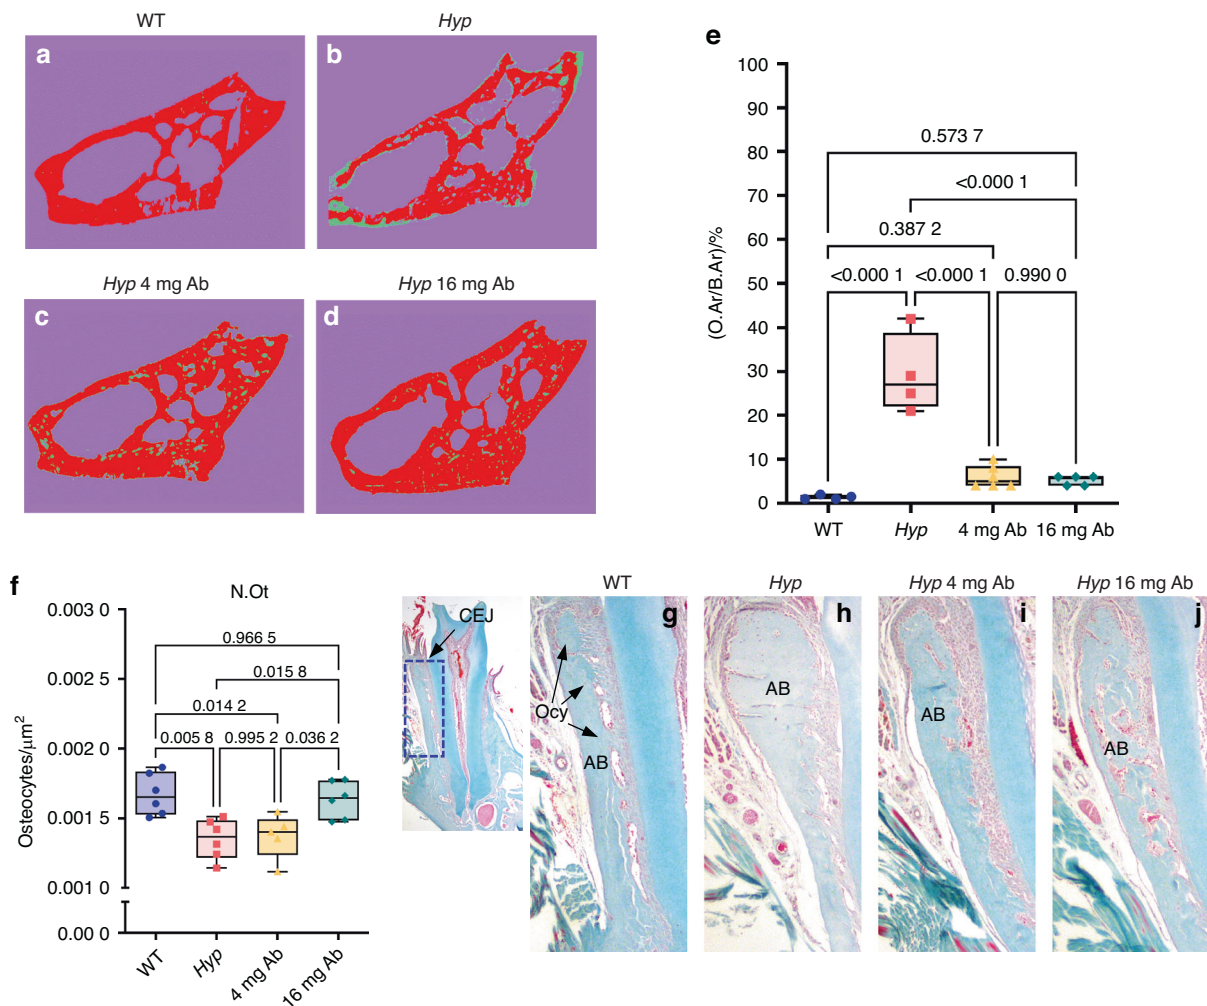 WT
Hyp
a
b
Hyp 4 mg Ab
Hyp 16 mg Ab
c
d
e
(O.Ar/B.Ar)/%
100
90
80
70
60
50
40
30
20
10
0
0.573 7
<0.000 1
0.387 2
<0.000 1
<0.000 1
0.990 0
WT
Hyp
4 mg Ab
16 mg Ab
f
N.Ot
Osteocytes/μm²
0.003 0
0.002 5
0.002 0
0.001 5
0.001 0
0.00 0
0.966 5
0.015 8
0.014 2
0.005 8
0.995 2
0.036 2
WT
Hyp
4 mg Ab
16 mg Ab
CEJ
WT
g
Ocy
AB
Hyp
h
AB
Hyp 4 mg Ab
i
AB
Hyp 16 mg Ab
j
AB